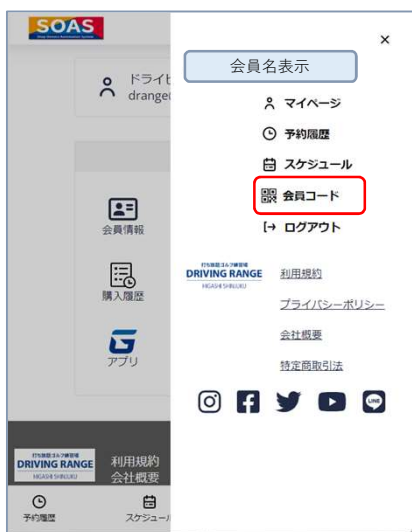 SOAS
×
会員名表示
ドライビ
drange
マイページ
予約履歴
スケジュール
会員コード
ログアウト
会員情報
購入履歴
アプリ
打ち放題ゴルフ練習場
DRIVING RANGE
HIGASHI SHINJUKU
利用規約
プライバシーポリシー
会社概要
特定商取引法
LINE
打ち放題ゴルフ練習場
DRIVING RANGE
HIGASHI SHINJUKU
利用規約
会社概要
予約履歴
スケジュー